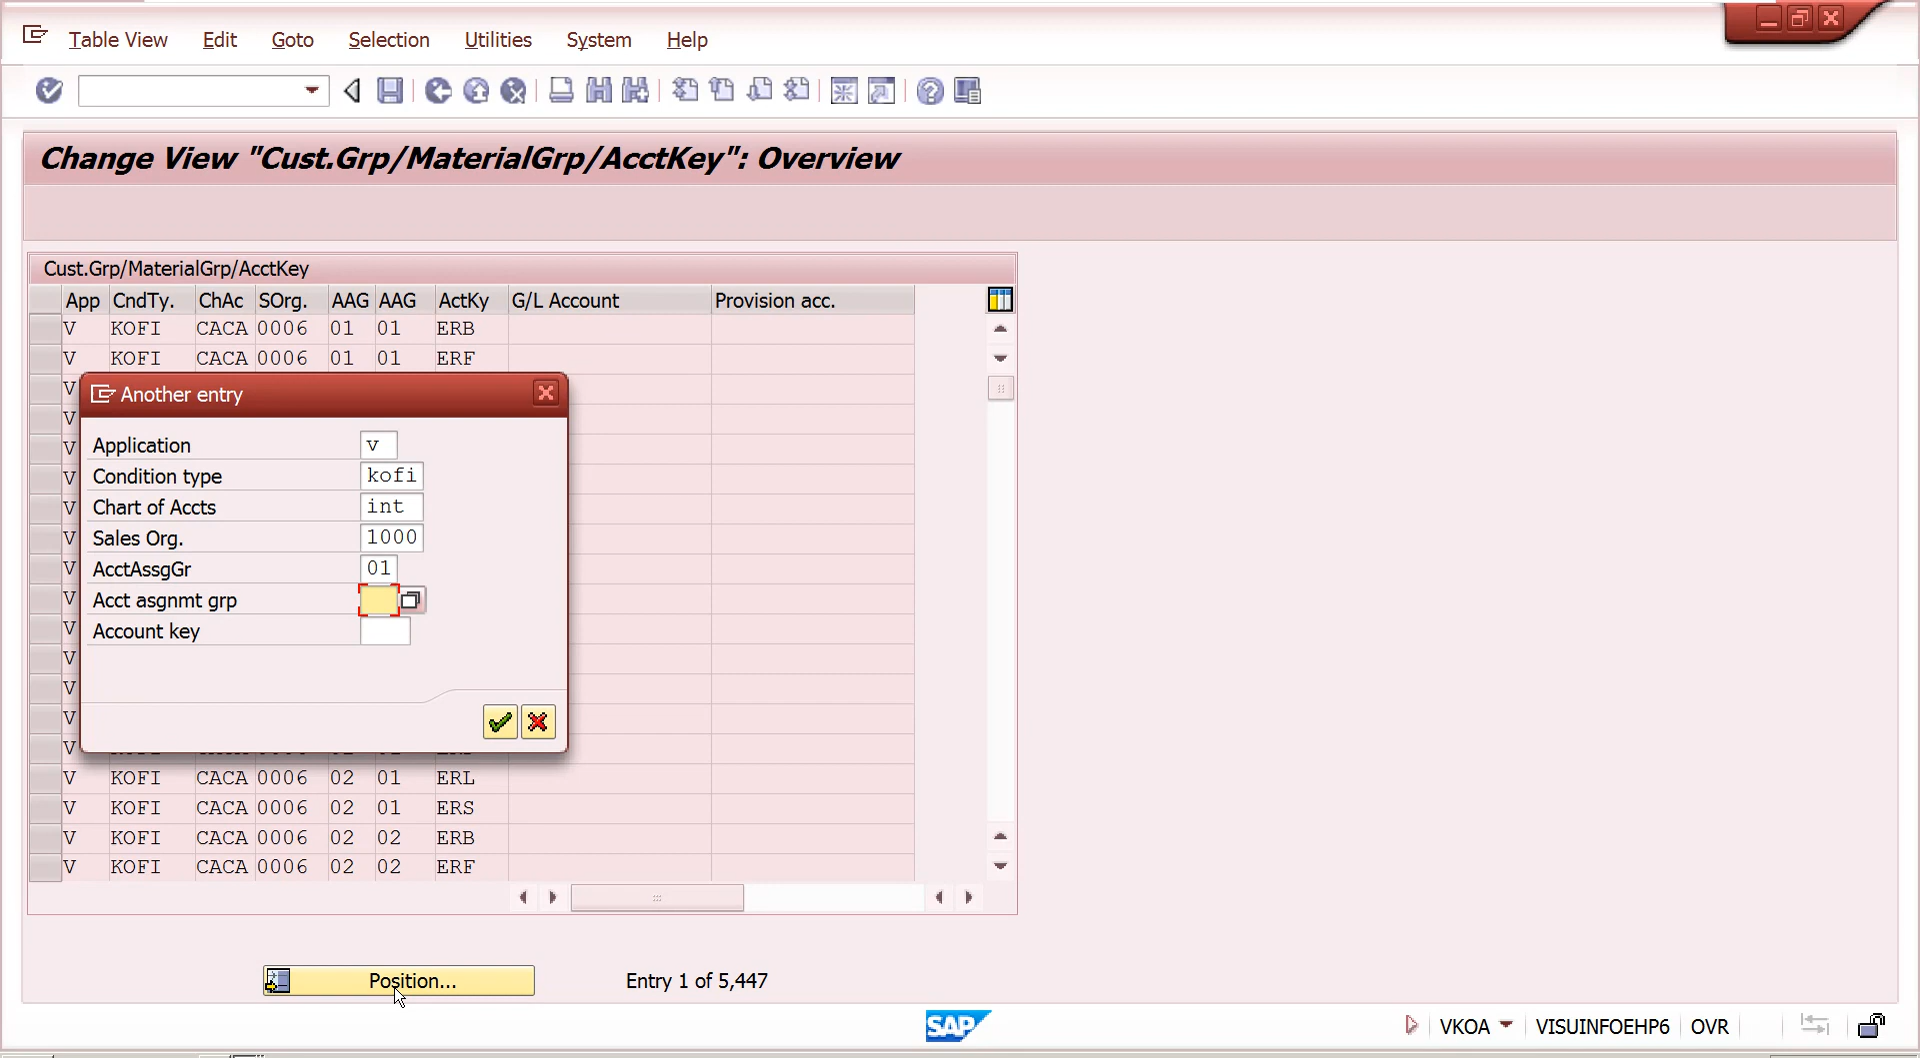 Table View Edit Goto Selection Utilities System Help
Change View "Cust.Grp/MaterialGrp/AcctKey": Overview
Cust.Grp/MaterialGrp/AcctKey
App CndTy. ChAc SOrg. AAG AAG ActKy G/L Account Provision acc.
V KOFI CACA 0006 01 01 ERB
V KOFI CACA 0006 01 01 ERF
V
Another entry
V
Application v
V
Condition type kofi
V
Chart of Accts int
V
Sales Org. 1000
V
AcctAssgGr 01
V
Acct asgnmt grp
V
Account key
V
V
V
V
V
V KOFI CACA 0006 02 01 ERL
V KOFI CACA 0006 02 01 ERS
V KOFI CACA 0006 02 02 ERB
V KOFI CACA 0006 02 02 ERF
Position... Entry 1 of 5,447
SAP VKOA VISUINFOEHP6 OVR